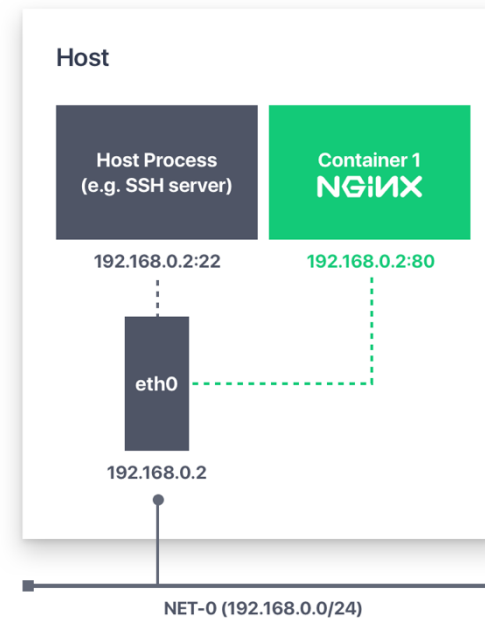 Host
Host Process
(e.g. SSH server)
Container 1
NGINX
192.168.0.2:22
192.168.0.2:80
eth0
192.168.0.2
NET-0 (192.168.0.0/24)